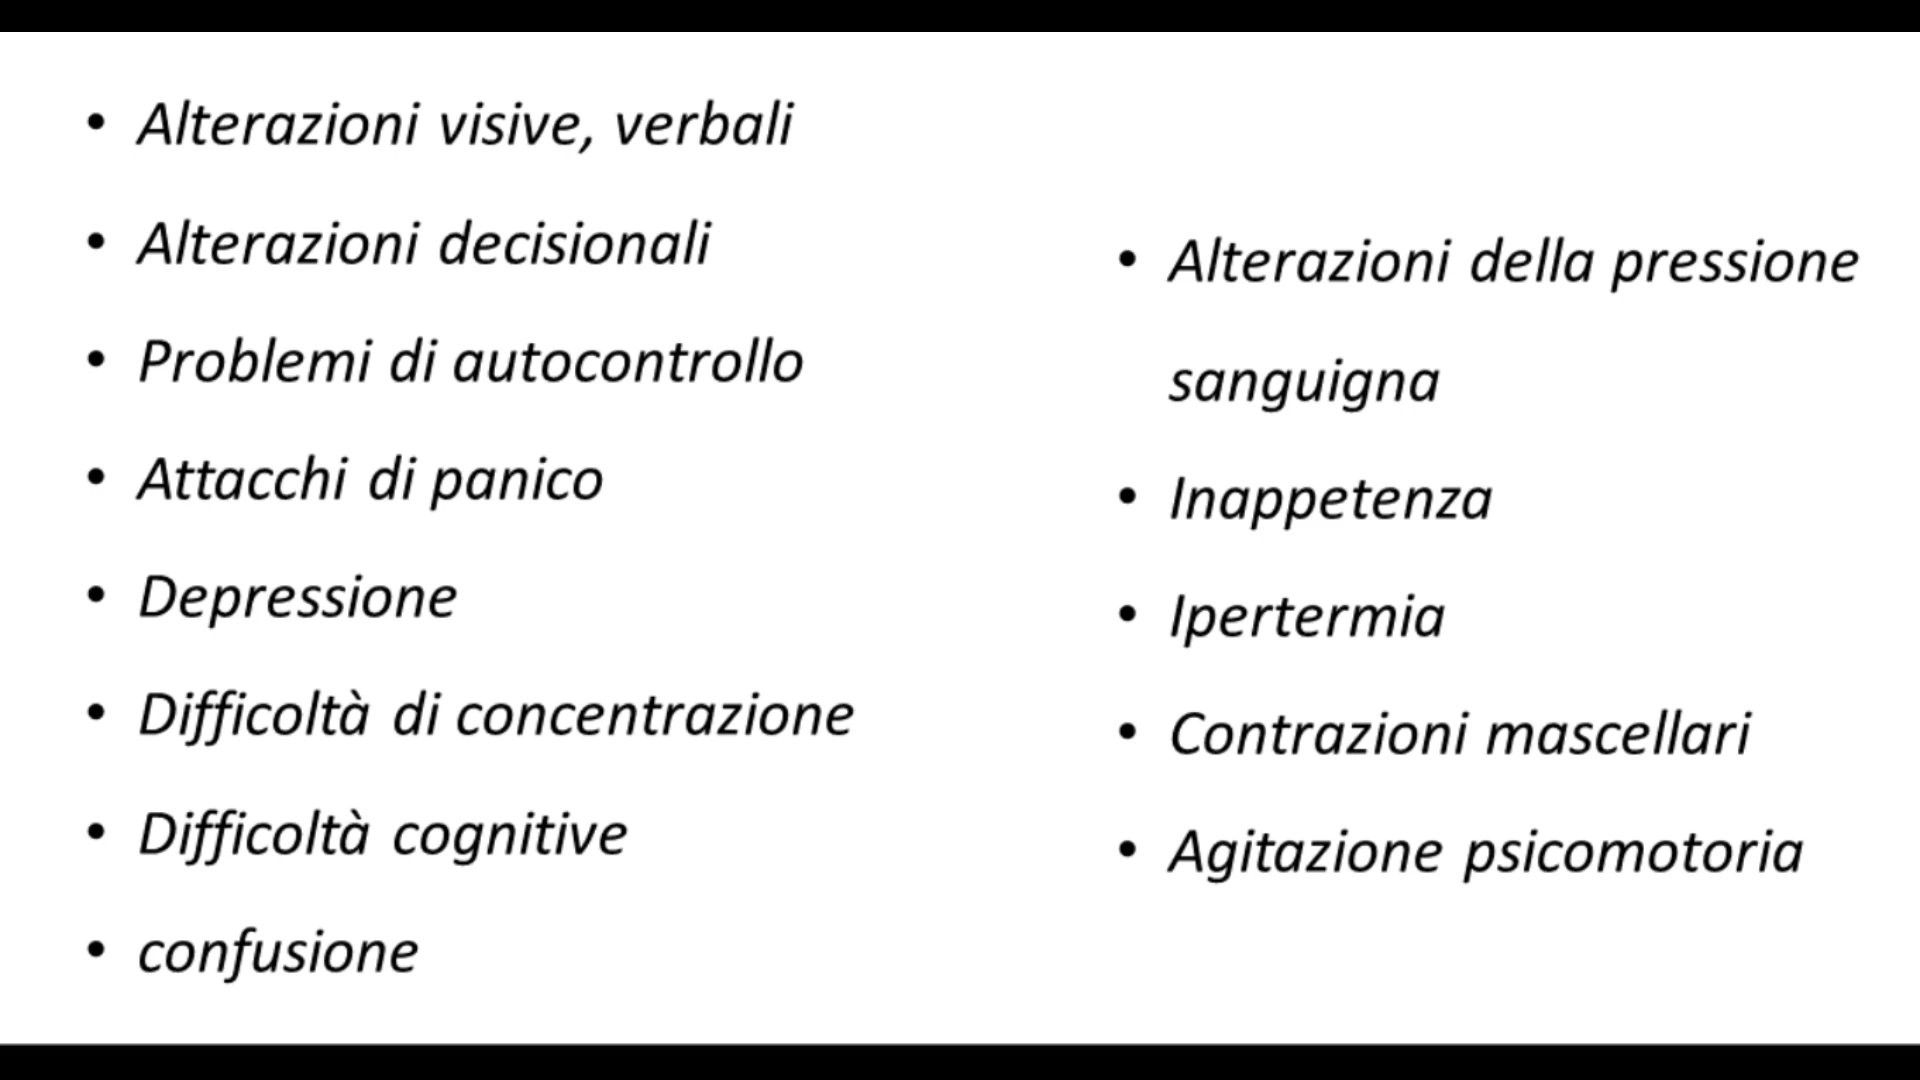 • Alterazioni visive, verbali
• Alterazioni decisionali
• Problemi di autocontrollo
• Attacchi di panico
• Depressione
• Difficoltà di concentrazione
• Difficoltà cognitive
• confusione
• Alterazioni della pressione
sanguigna
• Inappetenza
• Ipertermia
• Contrazioni mascellari
• Agitazione psicomotoria